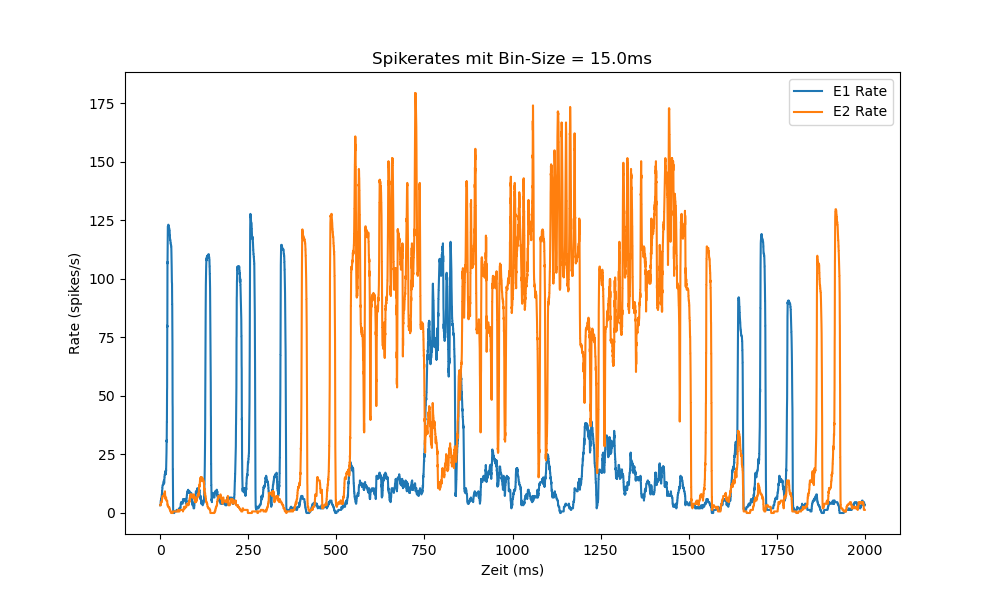 Spikerates mit Bin-Size = 15.0ms
E1 Rate
E2 Rate
175
150
125
100
75
50
25
0
Rate (spikes/s)
0 250 500 750 1000 1250 1500 1750 2000
Zeit (ms)